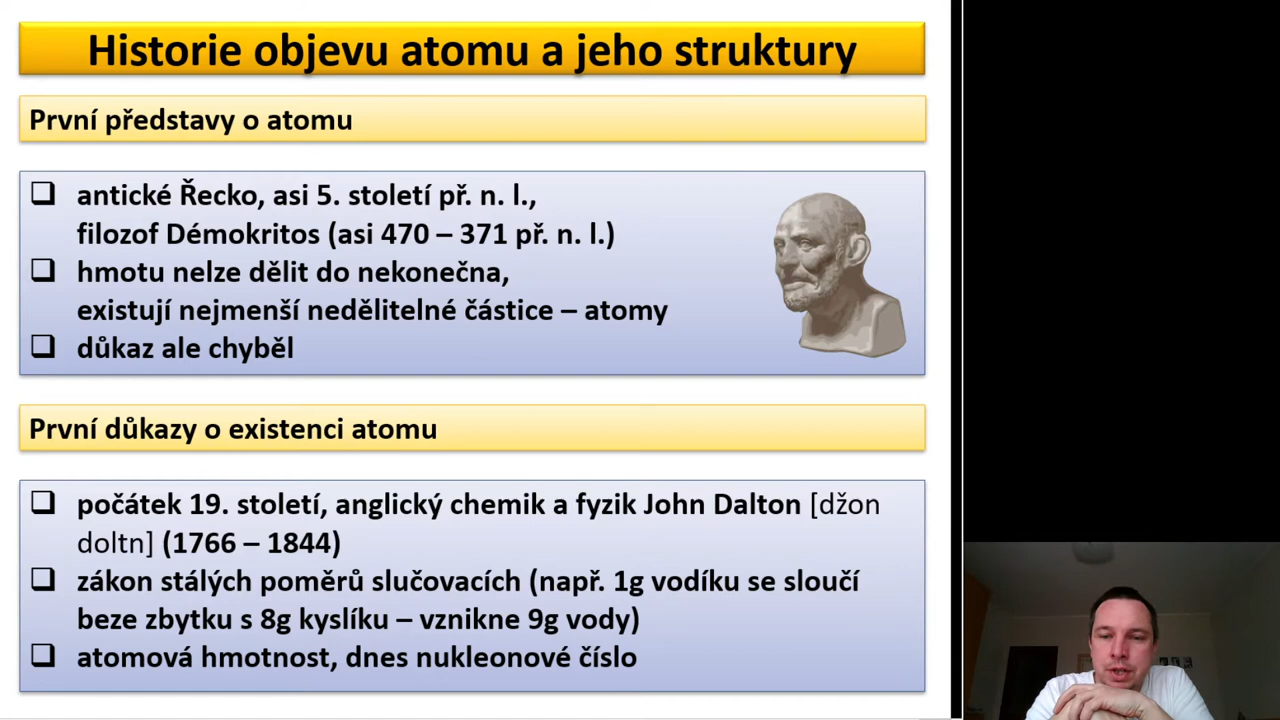 Historie objevu atomu a jeho struktury
První představy o atomu
antické Řecko, asi 5. století př. n. l.,
filozof Démokritos (asi 470 – 371 př. n. l.)
hmotu nelze dělit do nekonečna,
existují nejmenší nedělitelné částice – atomy
důkaz ale chyběl
První důkazy o existenci atomu
počátek 19. století, anglický chemik a fyzik John Dalton [džon
doltn] (1766 – 1844)
zákon stálých poměrů slučovacích (např. 1g vodíku se sloučí
beze zbytku s 8g kyslíku – vznikne 9g vody)
atomová hmotnost, dnes nukleonové číslo